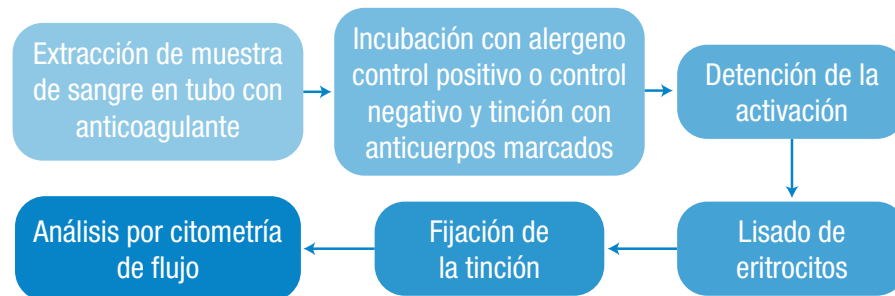 Extracción de muestra
de sangre en tubo con
anticoagulante
Incubación con alergeno
control positivo o control
negativo y tinción con
anticuerpos marcados
Detención de la
activación
Lisado de
eritrocitos
Fijación de
la tinción
Análisis por citometría
de flujo